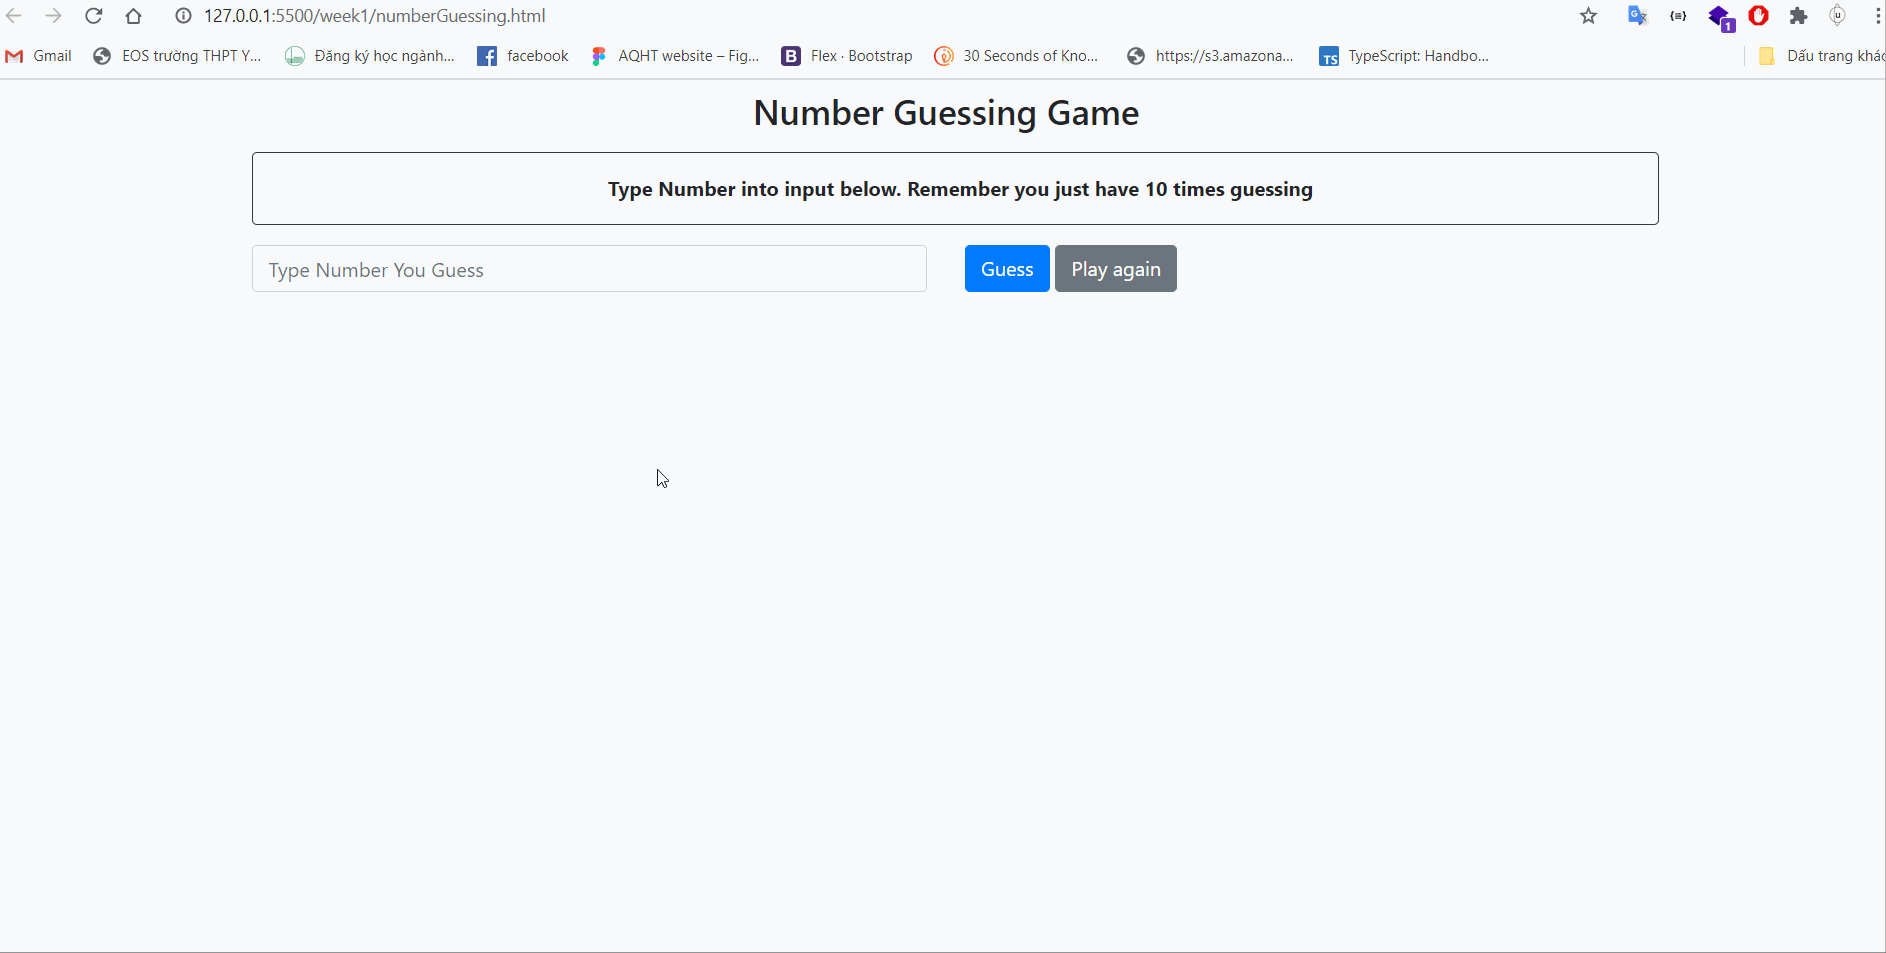 127.0.0.1:5500/week1/numberGuessing.html
1
Gmail EOS trường THPT Y... Đăng ký học ngành... facebook AQHT website – Fig... B Flex · Bootstrap 30 Seconds of Kno... https://s3.amazona... TS TypeScript: Handbo... Dấu trang khác
Number Guessing Game
Type Number into input below. Remember you just have 10 times guessing
Type Number You Guess Guess Play again